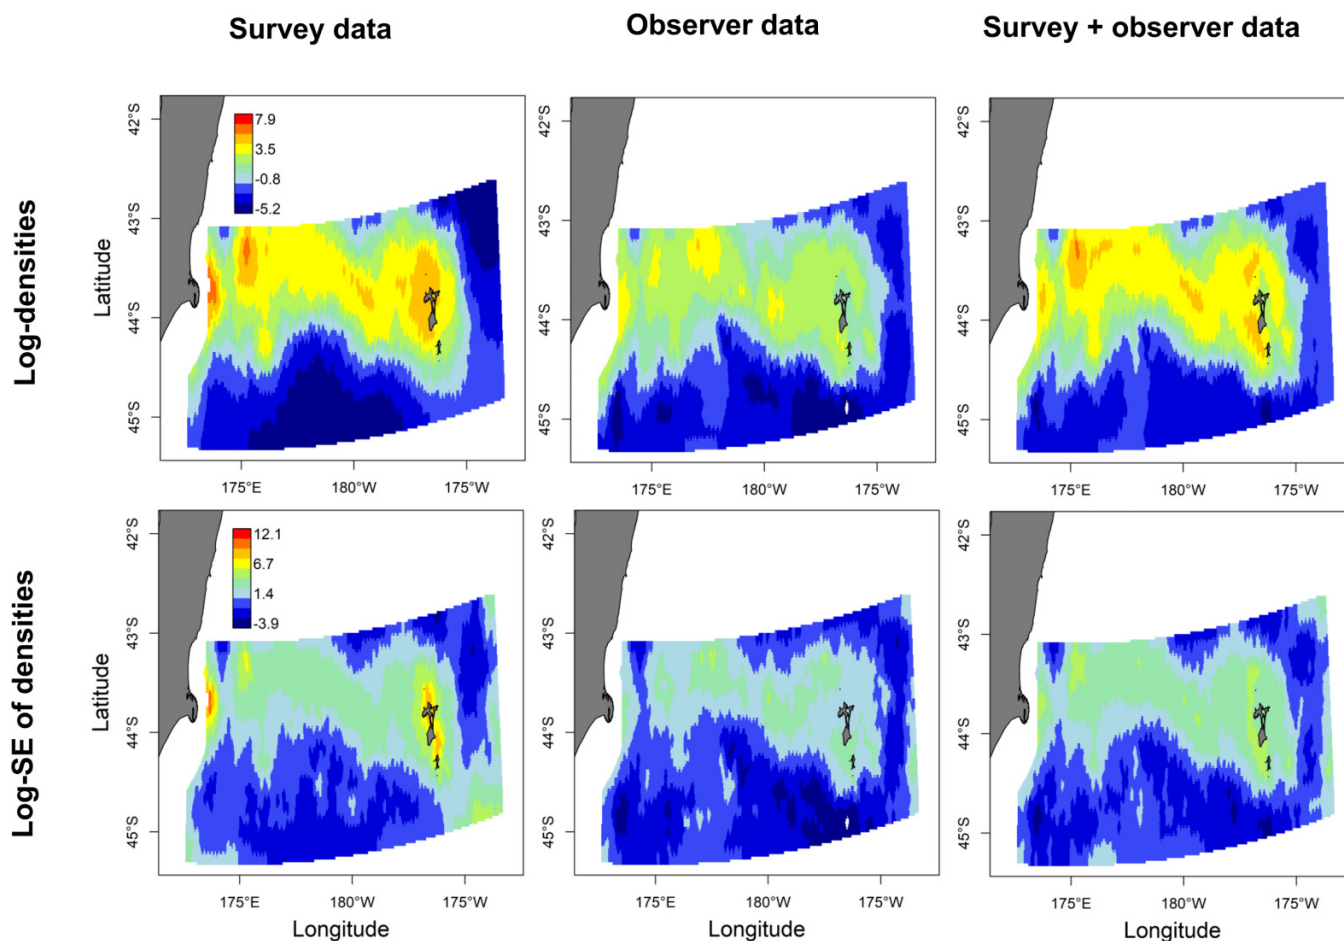 Survey data
Observer data
Survey + observer data
Log-densities
Latitude
42°S
43°S
44°S
45°S
7.9
3.5
-0.8
-5.2
175°E
180°W
175°W
42°S
43°S
44°S
45°S
175°E
180°W
175°W
42°S
43°S
44°S
45°S
175°E
180°W
175°W
Log-SE of densities
Latitude
42°S
43°S
44°S
45°S
12.1
6.7
1.4
-3.9
175°E
180°W
175°W
Longitude
42°S
43°S
44°S
45°S
175°E
180°W
175°W
Longitude
42°S
43°S
44°S
45°S
175°E
180°W
175°W
Longitude